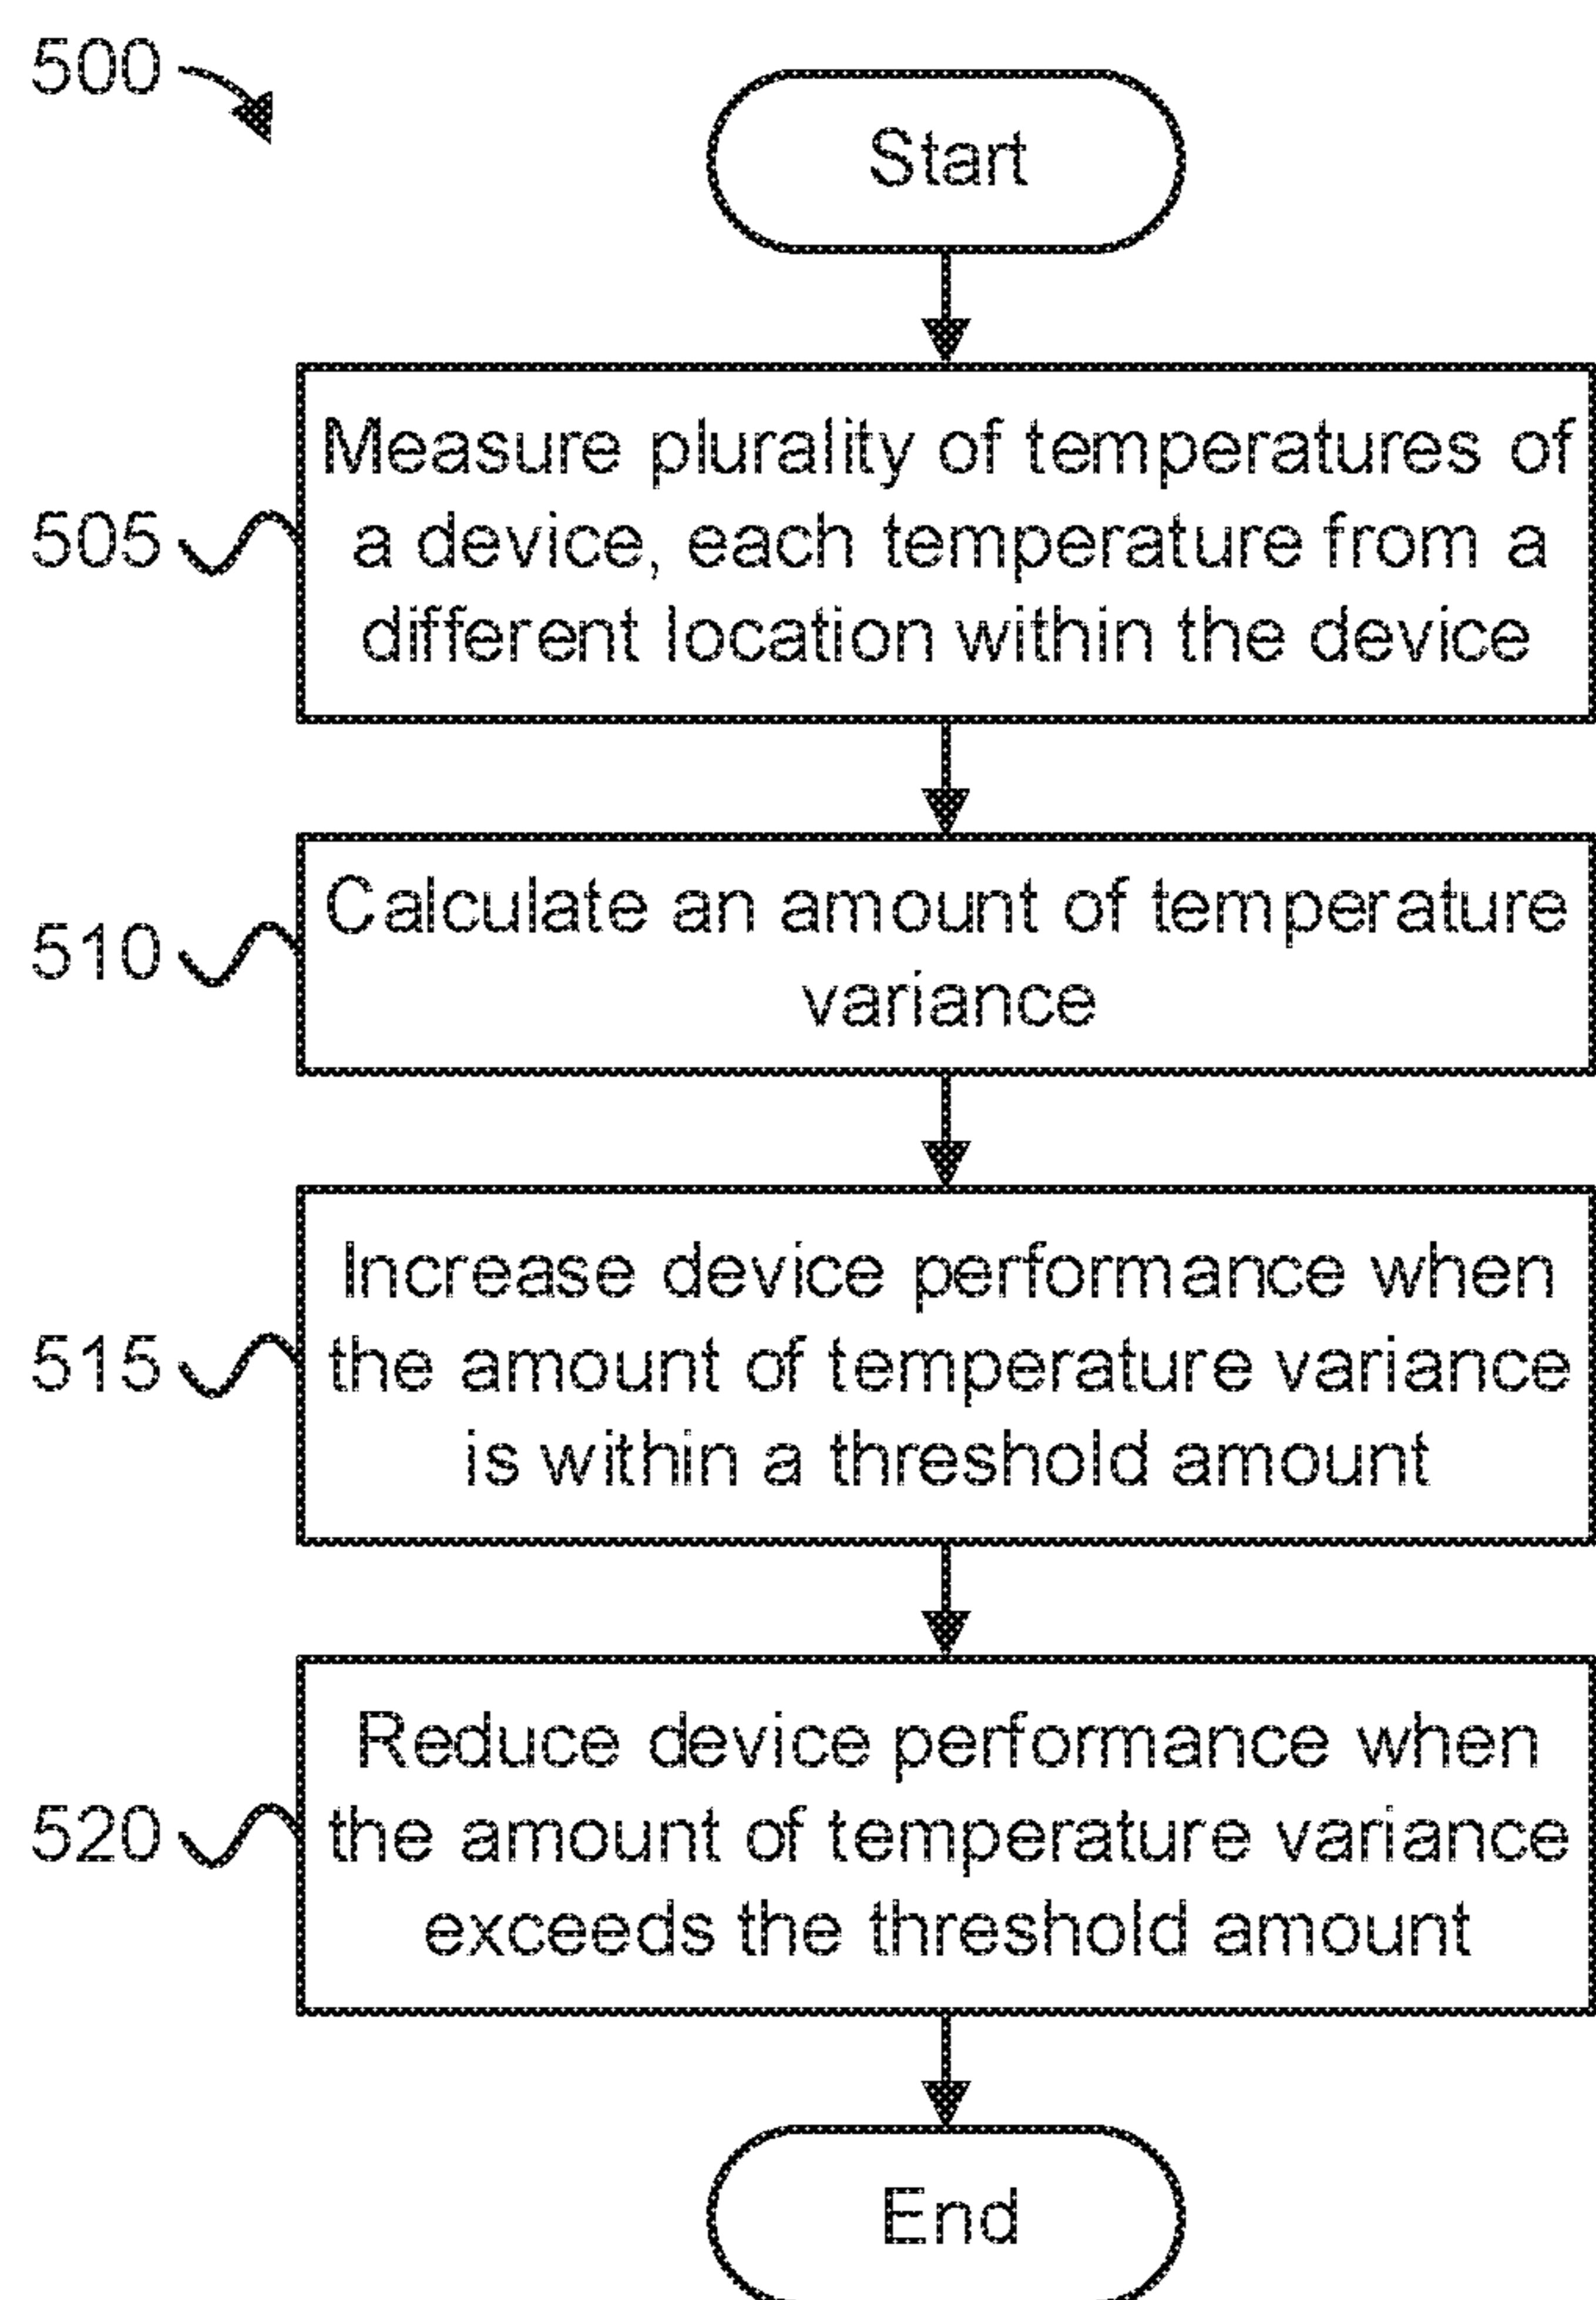 500
Start
505
Measure plurality of temperatures of
a device, each temperature from a
different location within the device
510
Calculate an amount of temperature
variance
515
Increase device performance when
the amount of temperature variance
is within a threshold amount
520
Reduce device performance when
the amount of temperature variance
exceeds the threshold amount
End